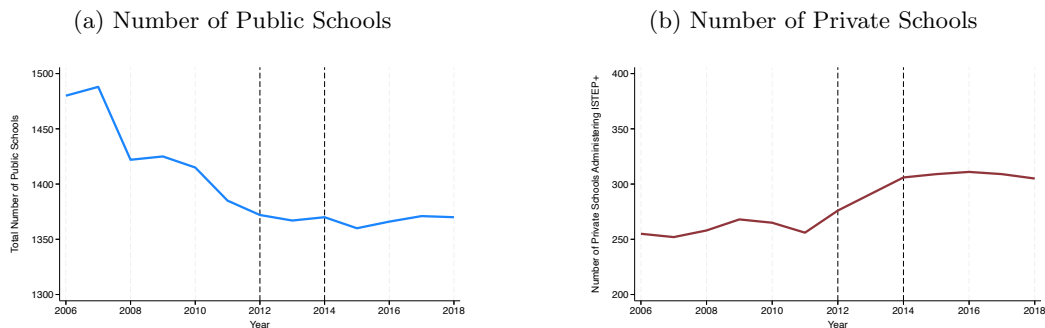 (a) Number of Public Schools
Total Number of Public Schools
1500
1450
1400
1350
1300
2006 2008 2010 2012 2014 2016 2018
Year
(b) Number of Private Schools
Number of Private Schools Administering ISTEP+
400
350
300
250
200
2006 2008 2010 2012 2014 2016 2018
Year